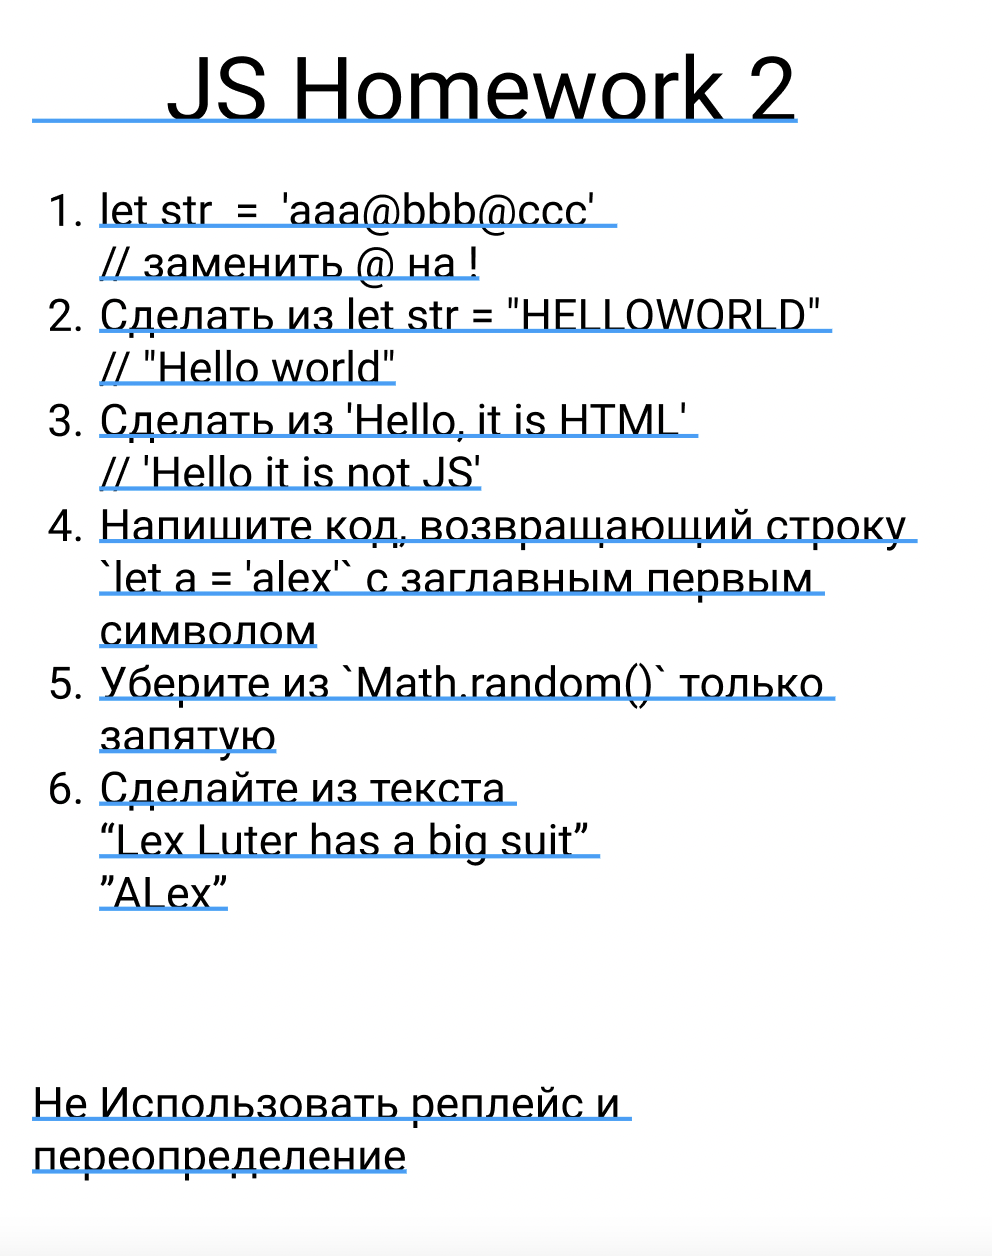 JS Homework 2
1. let str  =  'aaa@bbb@ccc'
// заменить @ на !
2. Сделать из let str = "HELLOWORLD"
// "Hello world"
3. Сделать из 'Hello, it is HTML'
// 'Hello it is not JS'
4. Напишите код, возвращающий строку
`let a = 'alex'` с заглавным первым
символом
5. Уберите из `Math.random()` только
запятую
6. Сделайте из текста
“Lex Luter has a big suit”
”ALex”
Не Использовать реплейс и
переопределение